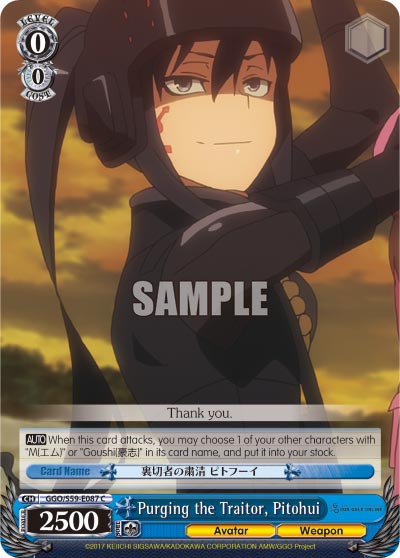 LEVEL
0
0
COST
SAMPLE
Thank you.
AUTO When this card attacks, you may choose 1 of your other characters with
"M(エム)" or "Goushi(豪志)" in its card name, and put it into your stock.
Card Name 裏切者の粛清 ピトフーイ
CH GGO/S59-E087 C
POWER 2500
Purging the Traitor, Pitohui
Avatar Weapon
©2017 KEIICHI SIGSAWA/KADOKAWA CORPORATION AMW/GGO Project